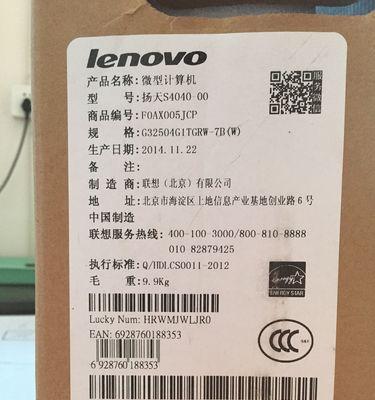 lenovo
产品名称:微型计算机
型 号:扬天S4040-00
商品编号:F0AX005JCP
规 格:G32504G1TGRW-7B(W)
生产日期:2014.11.22
备 注:
制 造 商:联想（北京）有限公司
地 址:北京市海淀区上地信息产业基地创业路6号
中国制造
联想服务热线:400-100-3000/800-810-8888
010-82879425
执行标准:Q/HDLCS0011-2012
毛 重:9.9Kg
Lucky Num: HRWMJWLJR0
EAN: 6928760188353
6 928760 188353
energy
ENERGY STAR
CCC